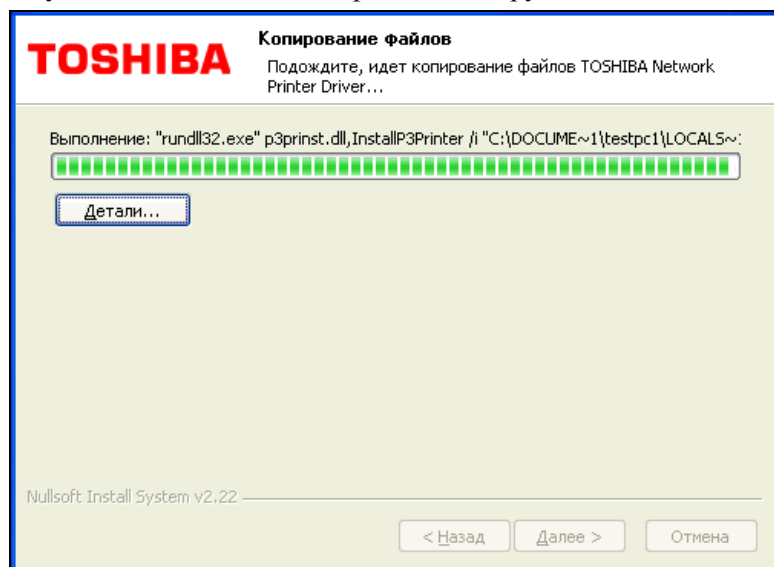 TOSHIBA
Копирование файлов
Подождите, идет копирование файлов TOSHIBA Network
Printer Driver...
Выполнение: "rundll32.exe" p3prinst.dll,InstallP3Printer /i "C:\DOCUME~1\testpc1\LOCALS~
Детали...
Nullsoft Install System v2.22
< Назад
Далее >
Отмена